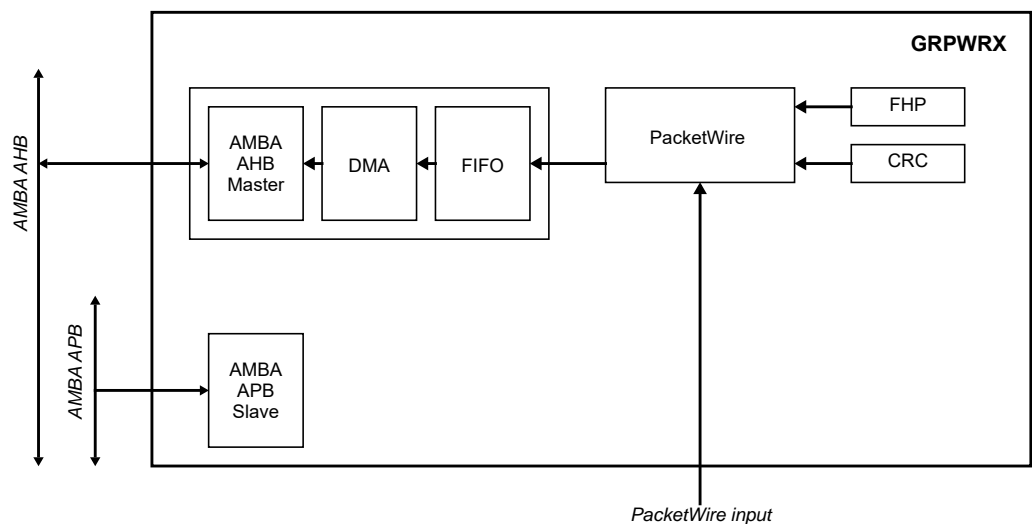 GRPWRX
AMBA AHB
AMBA
AHB
Master
DMA
FIFO
PacketWire
FHP
CRC
AMBA APB
AMBA
APB
Slave
PacketWire input